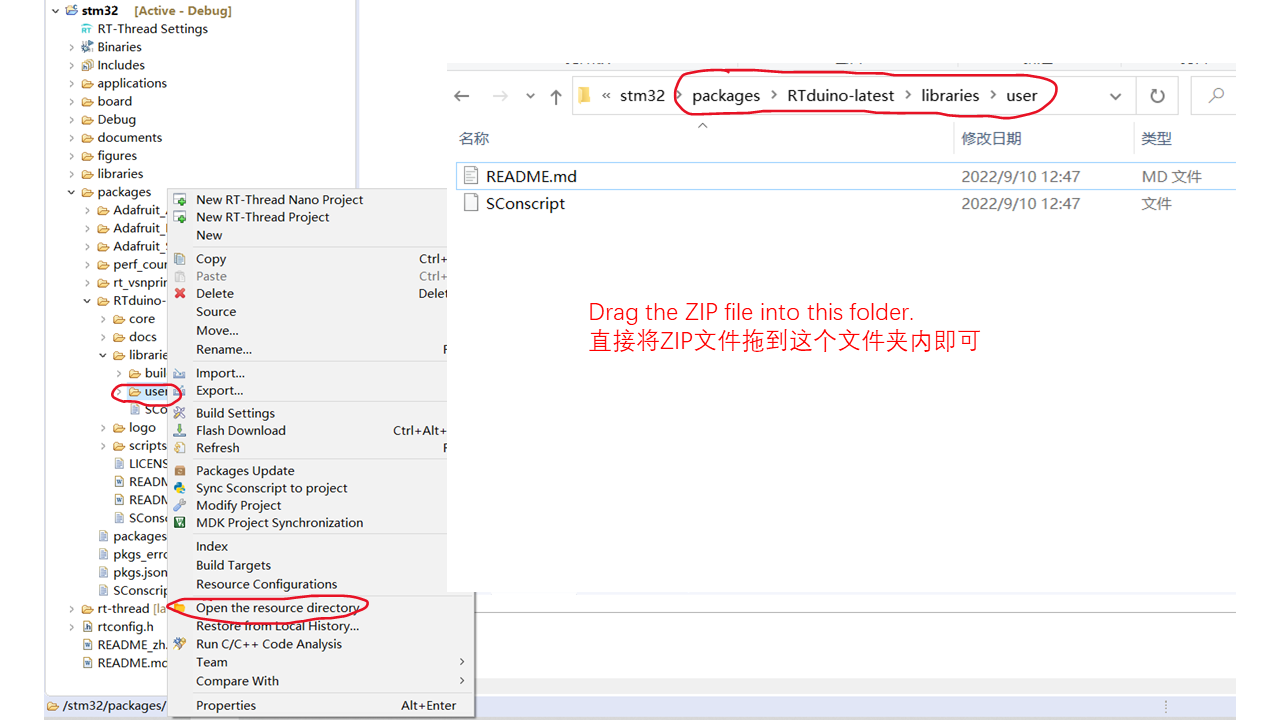 stm32 [Active - Debug]
RT-Thread Settings
Binaries
Includes
applications
board
Debug
documents
figures
libraries
packages
Adafruit_
Adafruit_
Adafruit_
perf_cou
rt_vsnprin
RTduino-
core
docs
librarie
buil
user
SCo
logo
scripts
LICENS
READM
READM
SCons
packages
pkgs_erro
pkgs.json
SConscrip
rt-thread [la
rtconfig.h
README_zh.
README.md
/stm32/packages/
New RT-Thread Nano Project
New RT-Thread Project
New
Copy Ctrl+
Paste Ctrl+
Delete Delet
Source
Move...
Rename... F
Import...
Export...
Build Settings
Flash Download Ctrl+Alt+
Refresh F
Packages Update
Sync Sconscript to project
Modify Project
MDK Project Synchronization
Index
Build Targets
Resource Configurations
Open the resource directory
Restore from Local History...
Run C/C++ Code Analysis
Team
Compare With
Properties Alt+Enter
« stm32 > packages > RTduino-latest > libraries > user
名称 修改日期 类型
README.md 2022/9/10 12:47 MD 文件
SConscript 2022/9/10 12:47 文件
Drag the ZIP file into this folder.
直接将ZIP文件拖到这个文件夹内即可